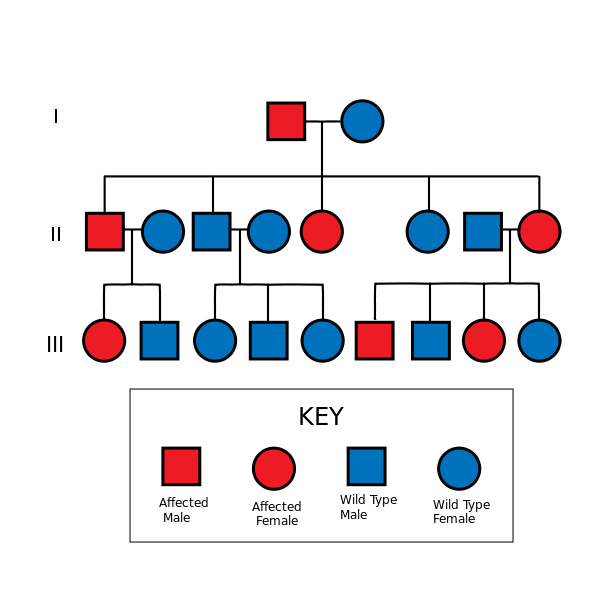 I
II
III
KEY
Affected
Male
Affected
Female
Wild Type
Male
Wild Type
Female